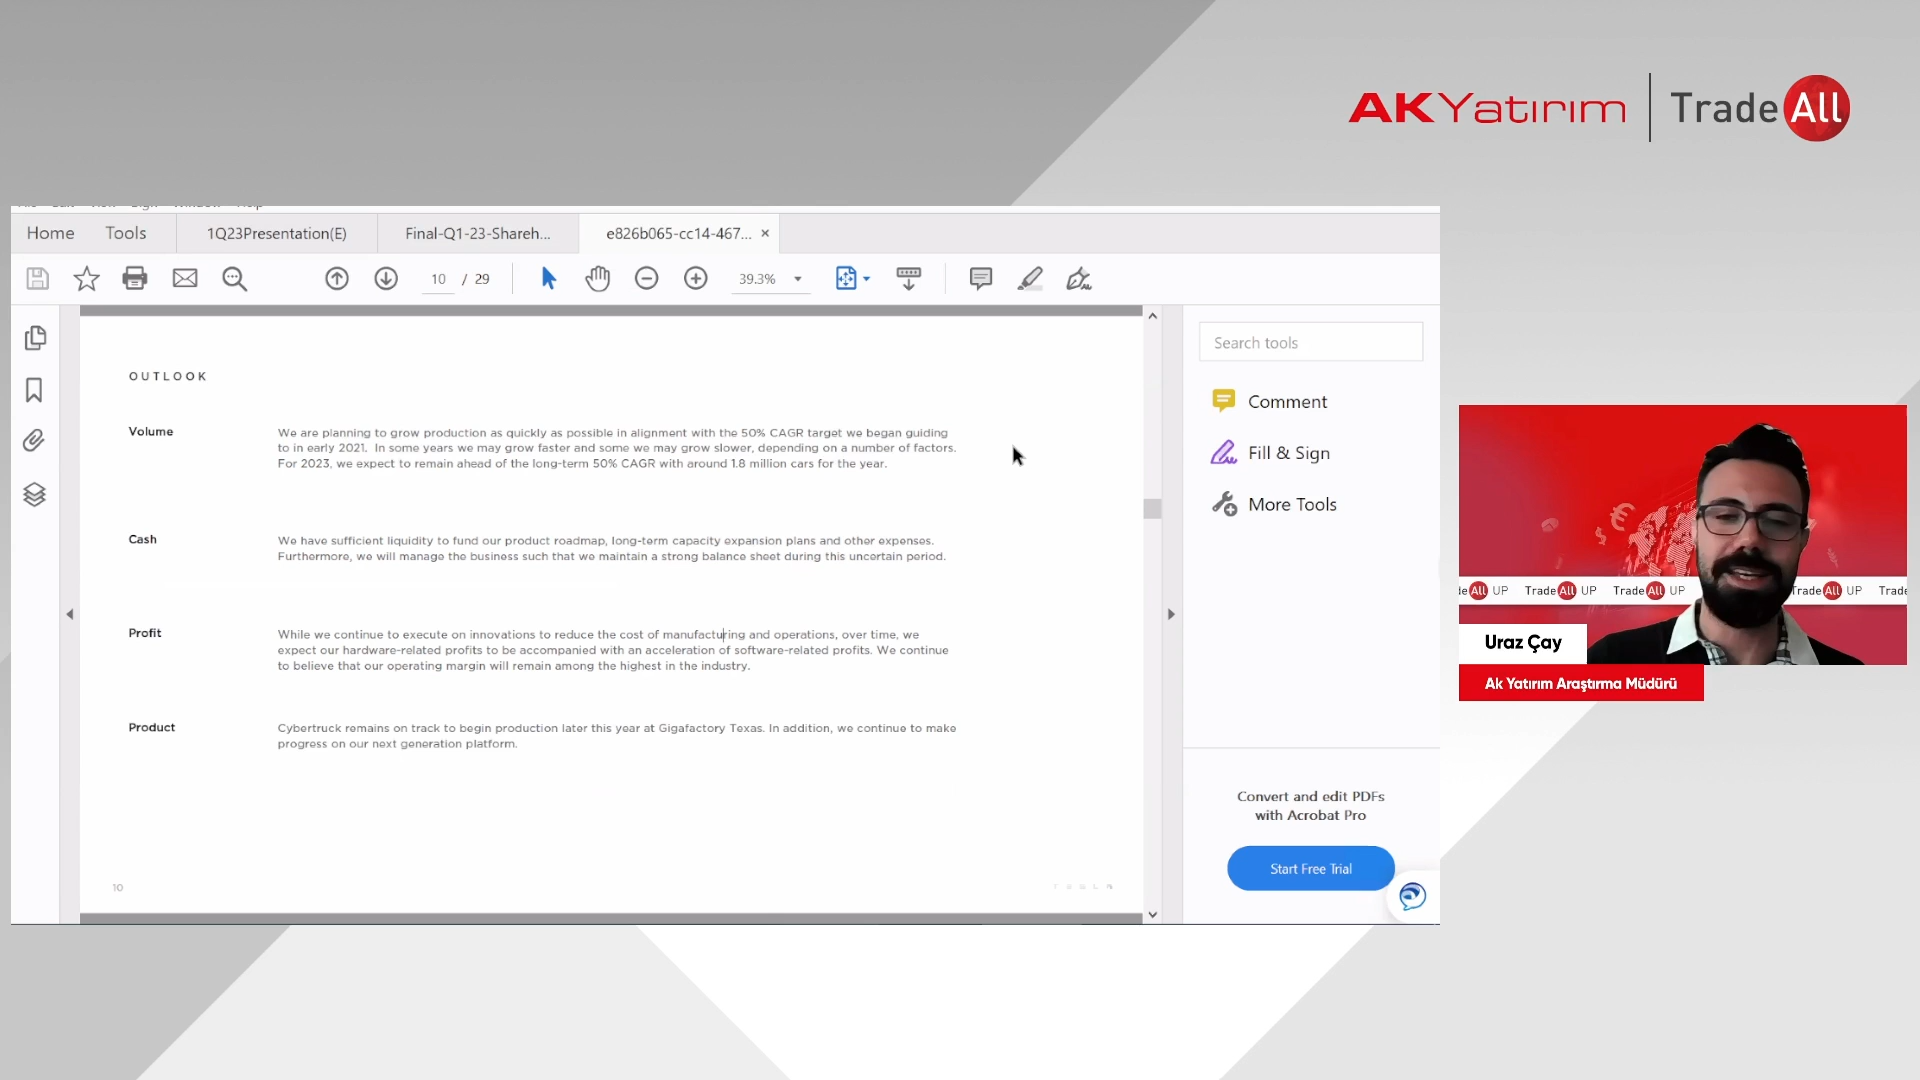 AKYatırım
TradeAll
Home
Tools
1Q23Presentation(E)
Final-Q1-23-Shareh...
e826b065-cc14-467...
10 / 29
39.3%
OUTLOOK
Volume
We are planning to grow production as quickly as possible in alignment with the 50% CAGR target we began guiding
to in early 2021. In some years we may grow faster and some we may grow slower, depending on a number of factors.
For 2023, we expect to remain ahead of the long-term 50% CAGR with around 1.8 million cars for the year.
Cash
We have sufficient liquidity to fund our product roadmap, long-term capacity expansion plans and other expenses.
Furthermore, we will manage the business such that we maintain a strong balance sheet during this uncertain period.
Profit
While we continue to execute on innovations to reduce the cost of manufacturing and operations, over time, we
expect our hardware-related profits to be accompanied with an acceleration of software-related profits. We continue
to believe that our operating margin will remain among the highest in the industry.
Product
Cybertruck remains on track to begin production later this year at Gigafactory Texas. In addition, we continue to make
progress on our next generation platform.
10
TESLA
Search tools
Comment
Fill & Sign
More Tools
Convert and edit PDFs
with Acrobat Pro
Start Free Trial
TradeAll UP
TradeAll UP
TradeAll UP
Uraz Çay
Ak Yatırım Araştırma Müdürü